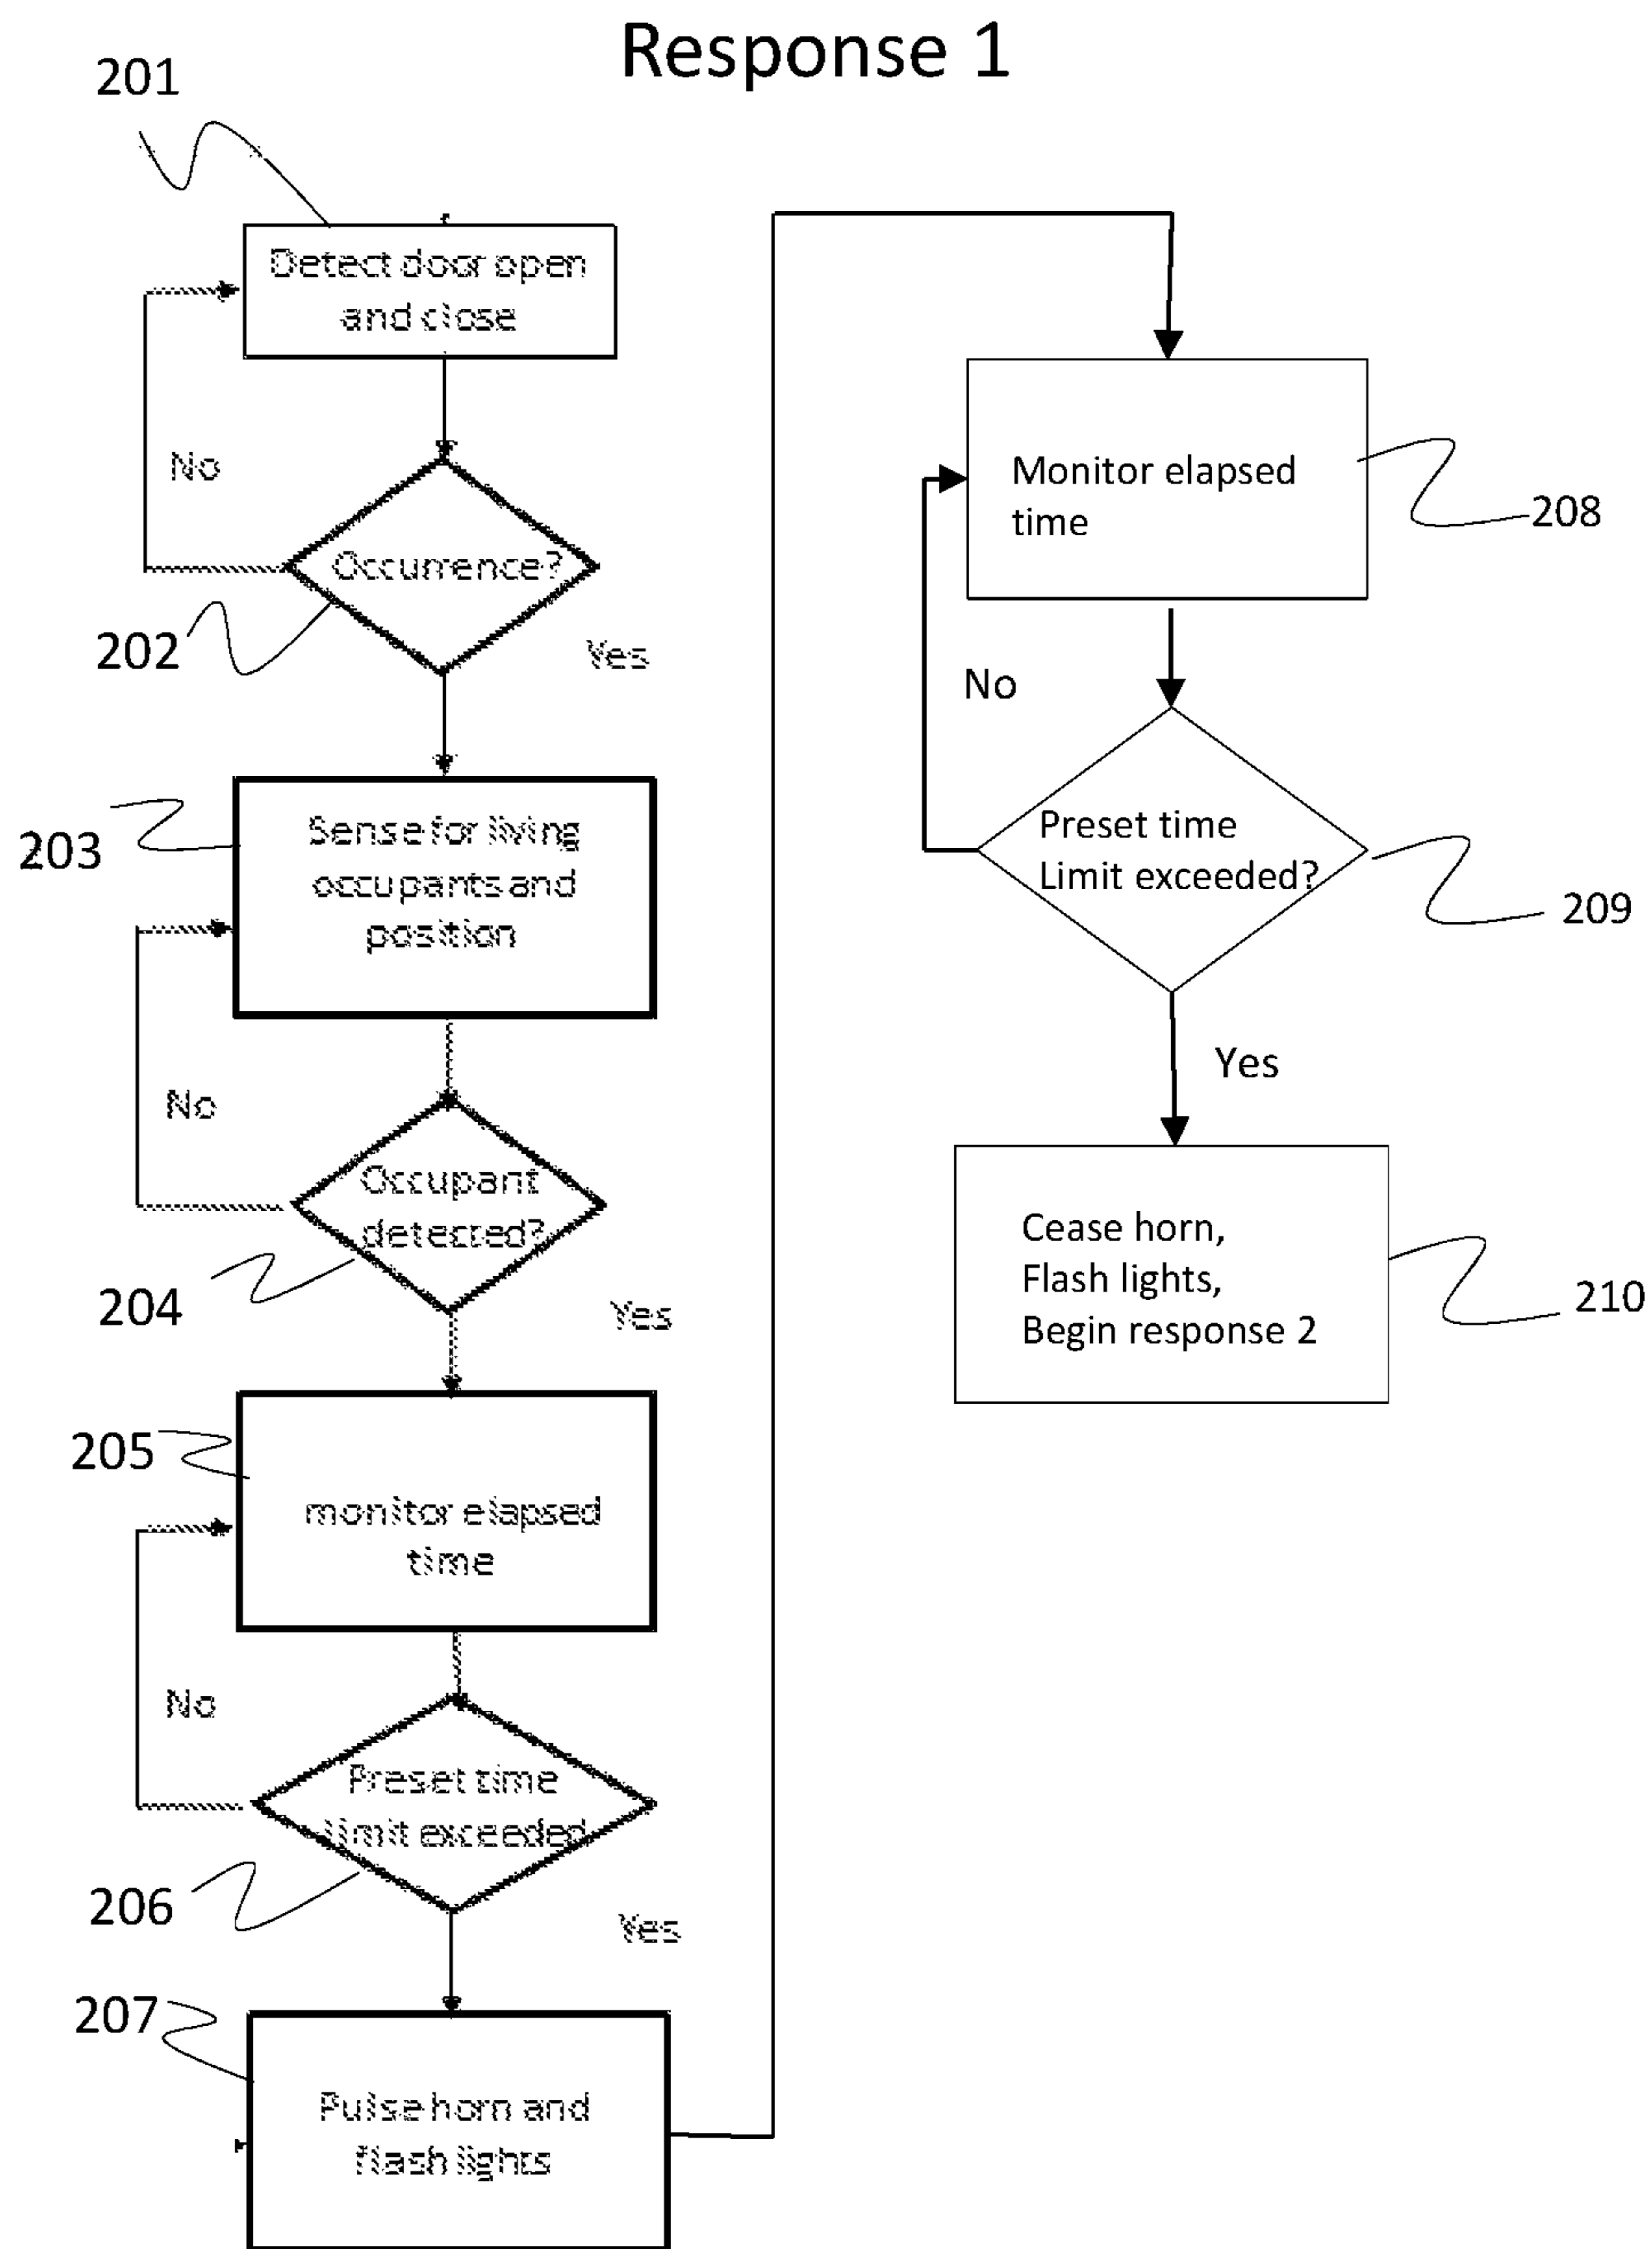 Response 1
201
Detect door open
and close
No
Occurrence?
202
Yes
203
Sense for living
occupants and
position
No
Occupant
detected?
204
Yes
205
monitor elapsed
time
No
Preset time
limit exceeded
206
Yes
207
Pulse horn and
flash lights
Monitor elapsed
time
208
No
Preset time
Limit exceeded?
209
Yes
Cease horn,
Flash lights,
Begin response 2
210